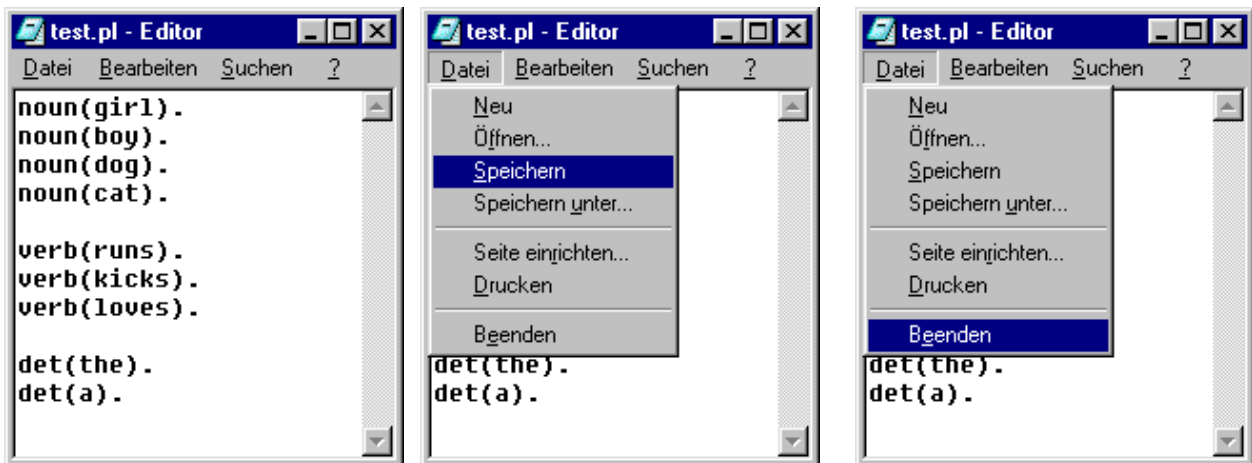 test.pl - Editor
Datei Bearbeiten Suchen ?
noun(girl).
noun(boy).
noun(dog).
noun(cat).
verb(runs).
verb(kicks).
verb(loves).
det(the).
det(a).
test.pl - Editor
Datei Bearbeiten Suchen ?
Neu
Öffnen...
Speichern
Speichern unter...
Seite einrichten...
Drucken
Beenden
det(the).
det(a).
test.pl - Editor
Datei Bearbeiten Suchen ?
Neu
Öffnen...
Speichern
Speichern unter...
Seite einrichten...
Drucken
Beenden
det(the).
det(a).